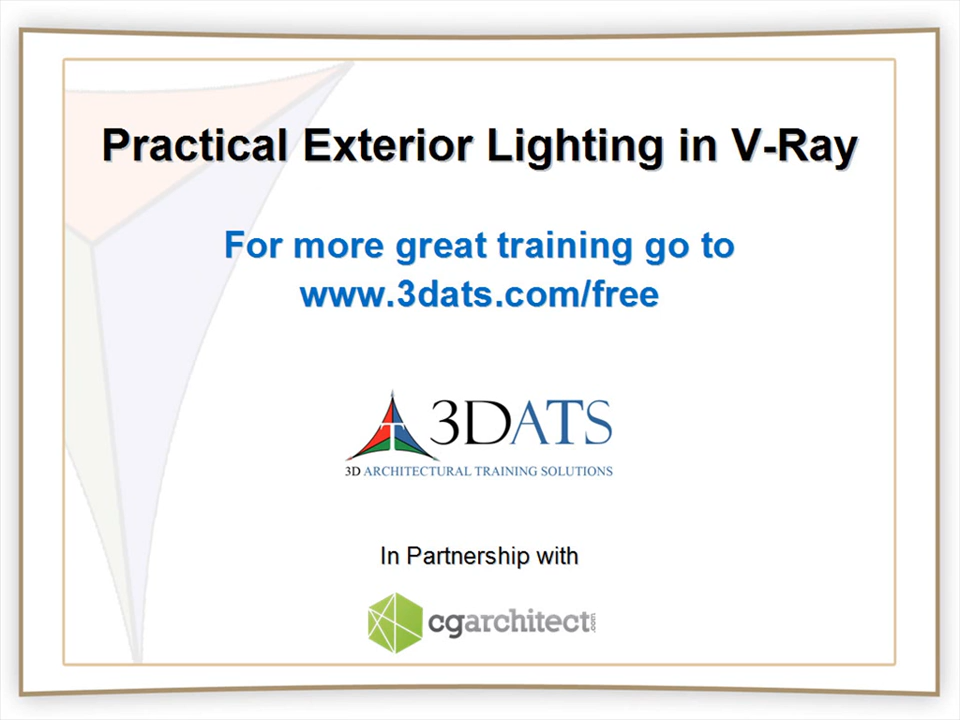 Practical Exterior Lighting in V-Ray
For more great training go to
www.3dats.com/free
3DATS
3D ARCHITECTURAL TRAINING SOLUTIONS
In Partnership with
cgarchitect.com